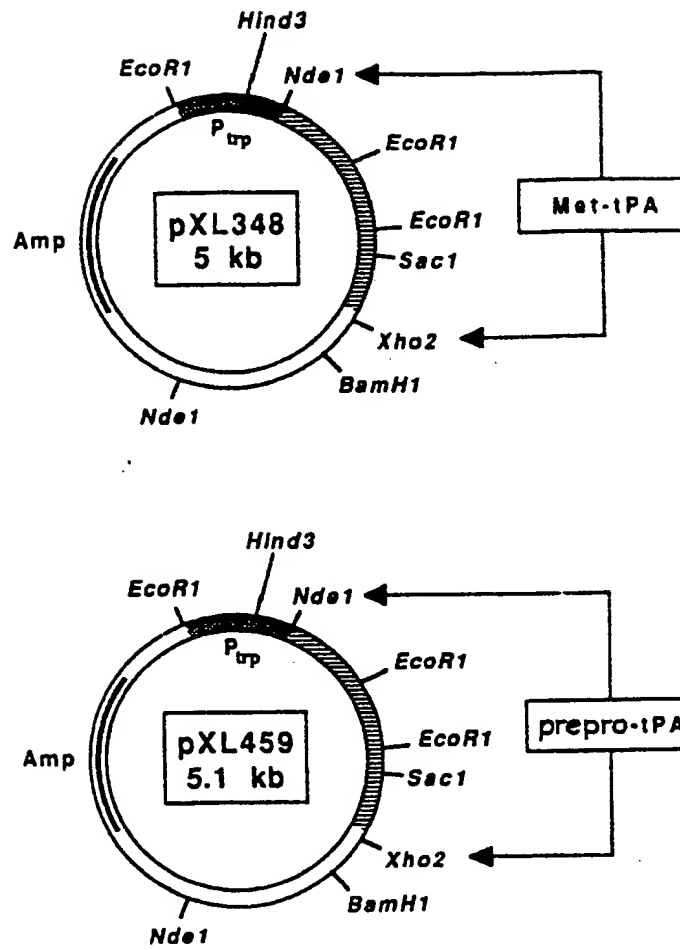 Hind3
EcoR1
Nde1
Ptrp
EcoR1
Amp
pXL348
5 kb
Met-tPA
EcoR1
Sac1
Xho2
BamH1
Nde1
Hind3
EcoR1
Nde1
Ptrp
EcoR1
Amp
pXL459
5.1 kb
prepro-tPA
EcoR1
Sac1
Xho2
BamH1
Nde1